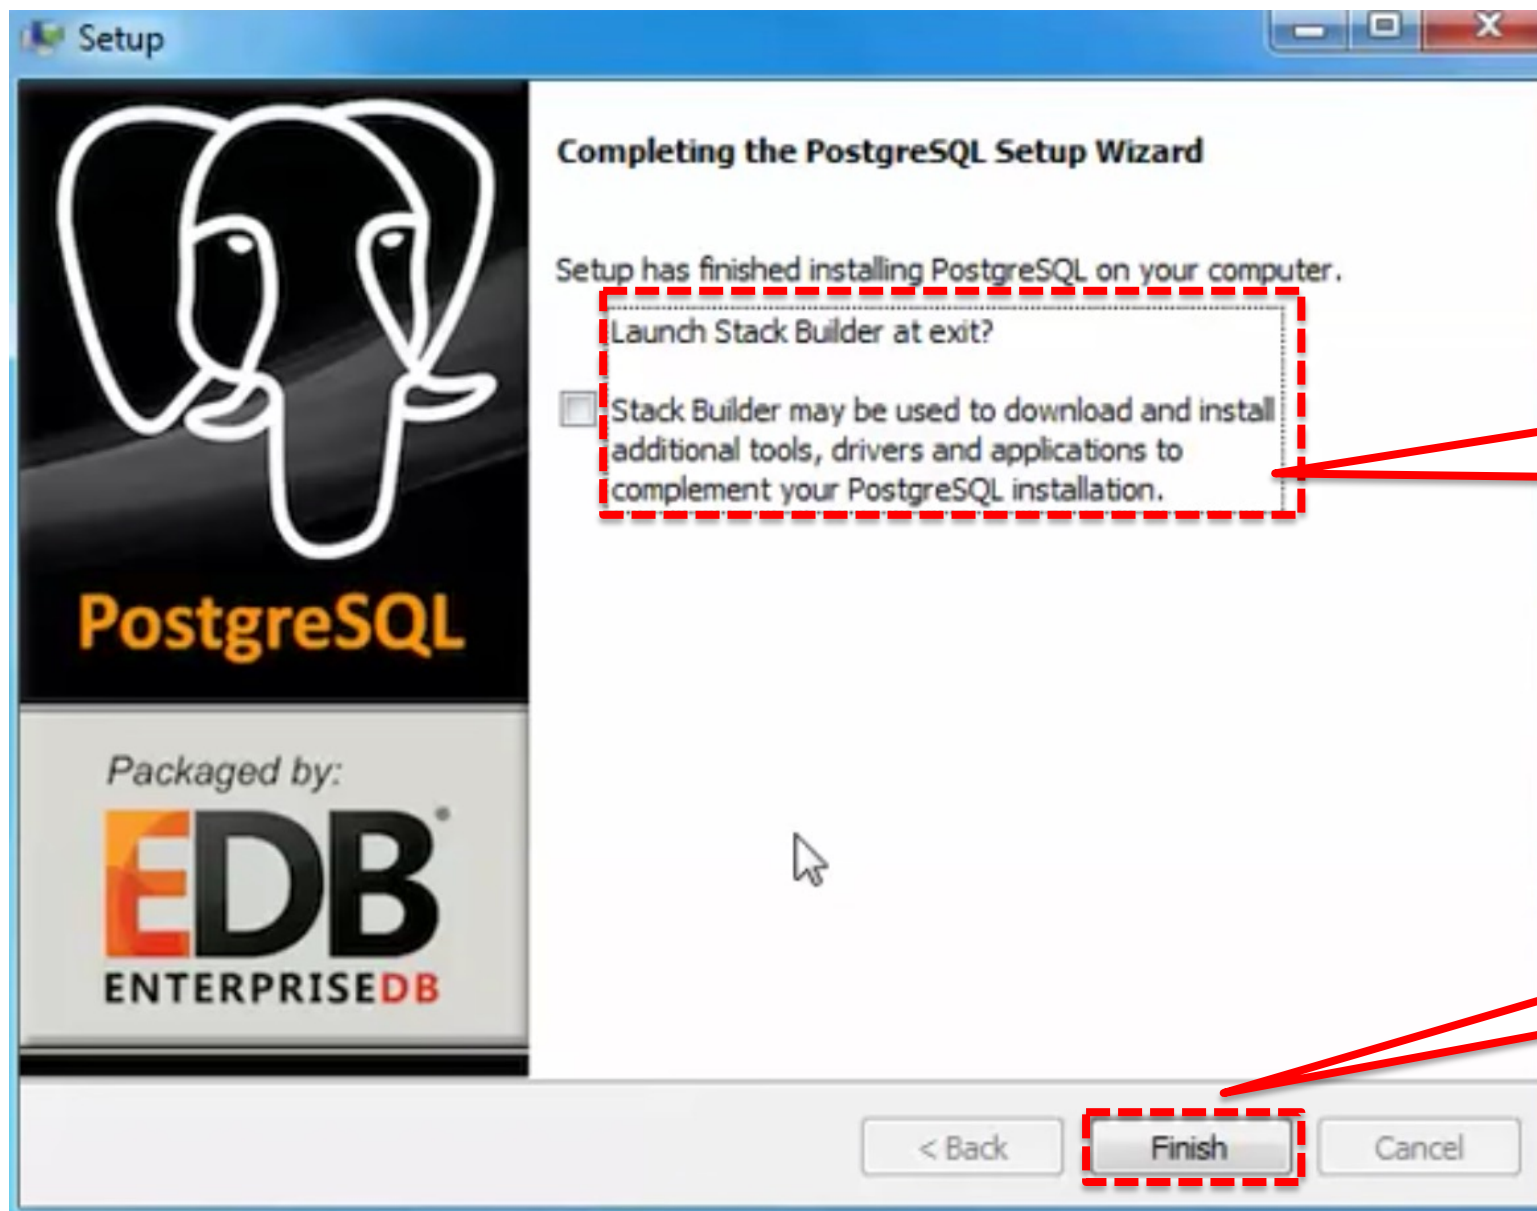 Setup
Completing the PostgreSQL Setup Wizard
Setup has finished installing PostgreSQL on your computer.
Launch Stack Builder at exit?
Stack Builder may be used to download and install
additional tools, drivers and applications to
complement your PostgreSQL installation.
PostgreSQL
Packaged by:
EDB
ENTERPRISEDB
< Back
Finish
Cancel